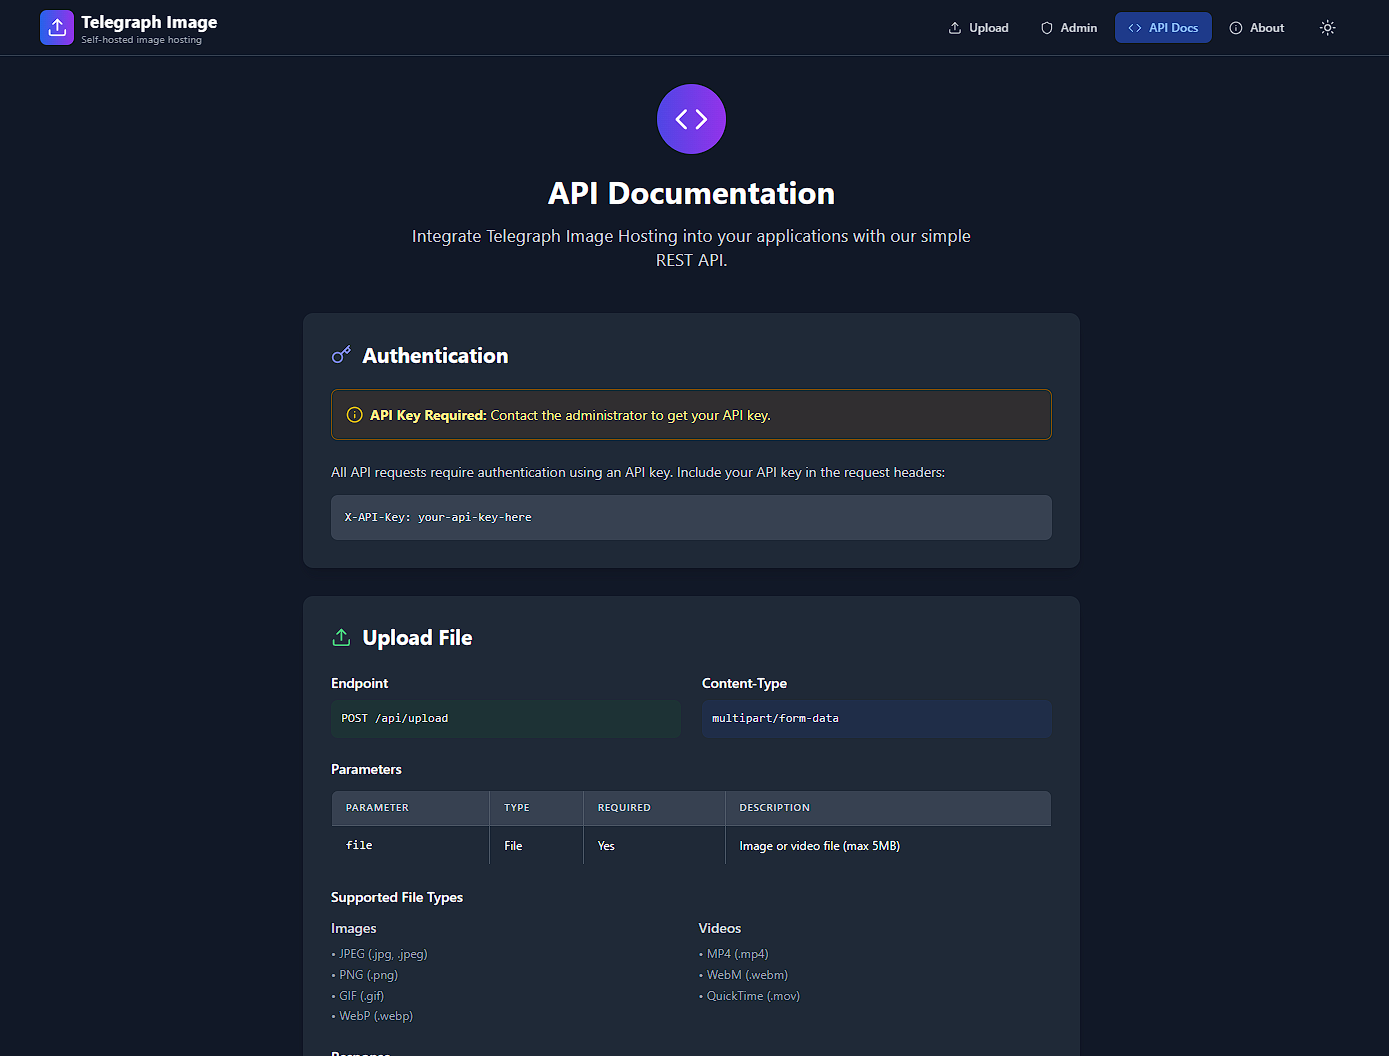 Telegraph Image
Self-hosted image hosting
Upload
Admin
API Docs
About
API Documentation
Integrate Telegraph Image Hosting into your applications with our simple
REST API.
Authentication
API Key Required: Contact the administrator to get your API key.
All API requests require authentication using an API key. Include your API key in the request headers:
X-API-Key: your-api-key-here
Upload File
Endpoint
Content-Type
POST /api/upload
multipart/form-data
Parameters
PARAMETER TYPE REQUIRED DESCRIPTION
file File Yes Image or video file (max 5MB)
Supported File Types
Images
• JPEG (.jpg, .jpeg)
• PNG (.png)
• GIF (.gif)
• WebP (.webp)
Videos
• MP4 (.mp4)
• WebM (.webm)
• QuickTime (.mov)